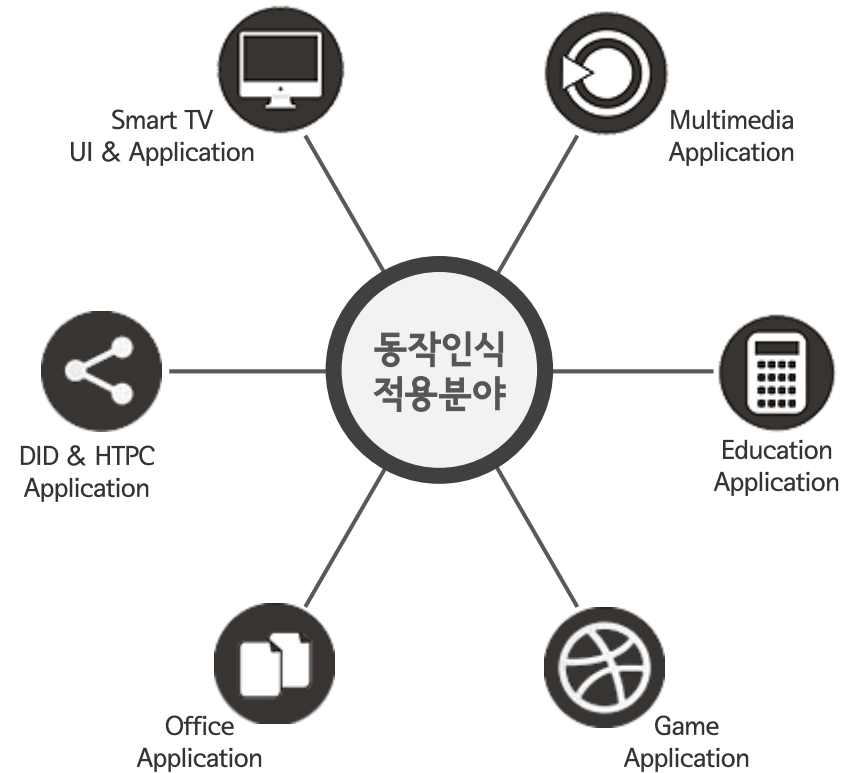 Smart TV
UI & Application
Multimedia
Application
동작인식
적용분야
DID & HTPC
Application
Education
Application
Office
Application
Game
Application